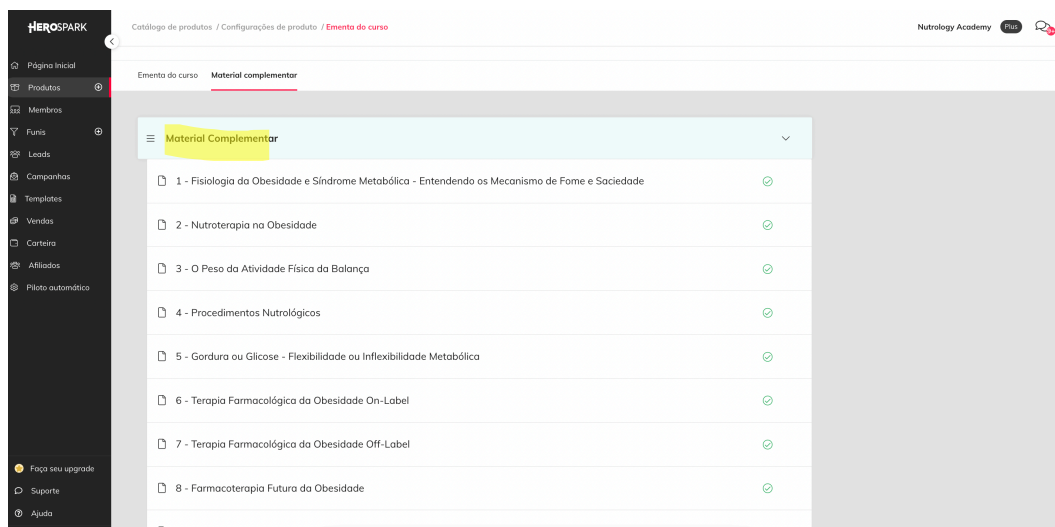 HEROSPARK
Catálogo de produtos / Configurações de produto / Ementa do curso
Nutrology Academy
Plus
9+
Página Inicial
Produtos
Membros
Funis
Leads
Campanhas
Templates
Vendas
Carteira
Afiliados
Piloto automático
Faça seu upgrade
Suporte
Ajuda
Ementa do curso
Material complementar
Material Complementar
1 - Fisiologia da Obesidade e Síndrome Metabólica - Entendendo os Mecanismo de Fome e Saciedade
2 - Nutroterapia na Obesidade
3 - O Peso da Atividade Física da Balança
4 - Procedimentos Nutrológicos
5 - Gordura ou Glicose - Flexibilidade ou Inflexibilidade Metabólica
6 - Terapia Farmacológica da Obesidade On-Label
7 - Terapia Farmacológica da Obesidade Off-Label
8 - Farmacoterapia Futura da Obesidade